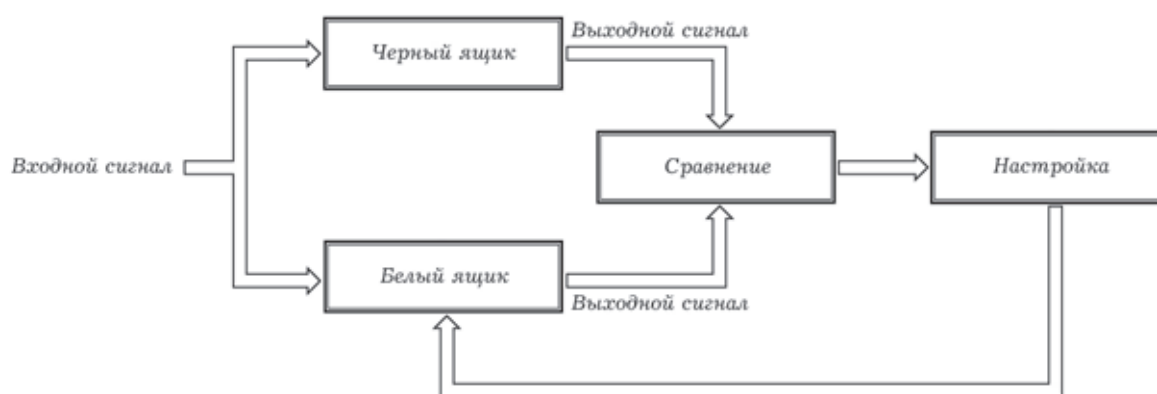 Выходной сигнал
Черный ящик
Входной сигнал
Сравнение
Настройка
Белый ящик
Выходной сигнал